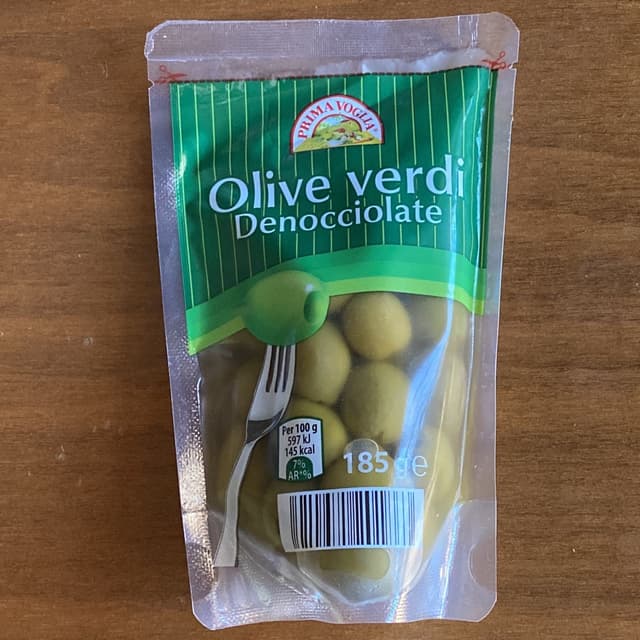 PRIMA VOGLIA®
Olive verdi
Denocciolate
Per 100 g
597 kJ
145 kcal
7%
AR*%
185 g e